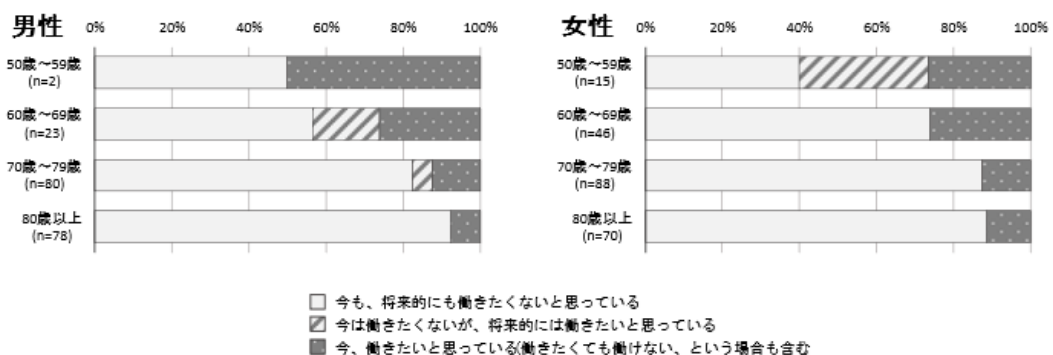 男性
0% 20% 40% 60% 80% 100%
50歳～59歳
(n=2)
60歳～69歳
(n=23)
70歳～79歳
(n=80)
80歳以上
(n=78)
女性
0% 20% 40% 60% 80% 100%
50歳～59歳
(n=15)
60歳～69歳
(n=46)
70歳～79歳
(n=88)
80歳以上
(n=70)
今も、将来的にも働きたくないと思っている
今は働きたくないが、将来的には働きたいと思っている
今、働きたいと思っている(働きたくても働けない、という場合も含む